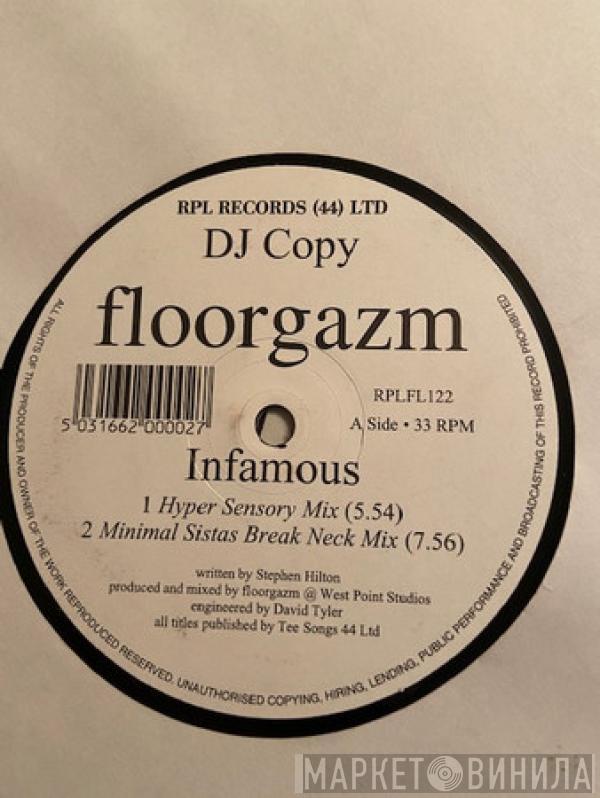 RPL RECORDS (44) LTD
DJ Copy
floorgazm
5 031662 000027
RPLFL122
A Side • 33 RPM
Infamous
1 Hyper Sensory Mix (5.54)
2 Minimal Sistas Break Neck Mix (7.56)
written by Stephen Hilton
produced and mixed by floorgazm @ West Point Studios
engineered by David Tyler
all titles published by Tee Songs 44 Ltd
ALL RIGHTS OF THE PRODUCER AND OWNER OF THE WORK REPRODUCED RESERVED. UNAUTHORISED COPYING, HIRING, LENDING, PUBLIC PERFORMANCE AND BROADCASTING OF THIS RECORD PROHIBITED
МАРКЕТ ВИНИЛА